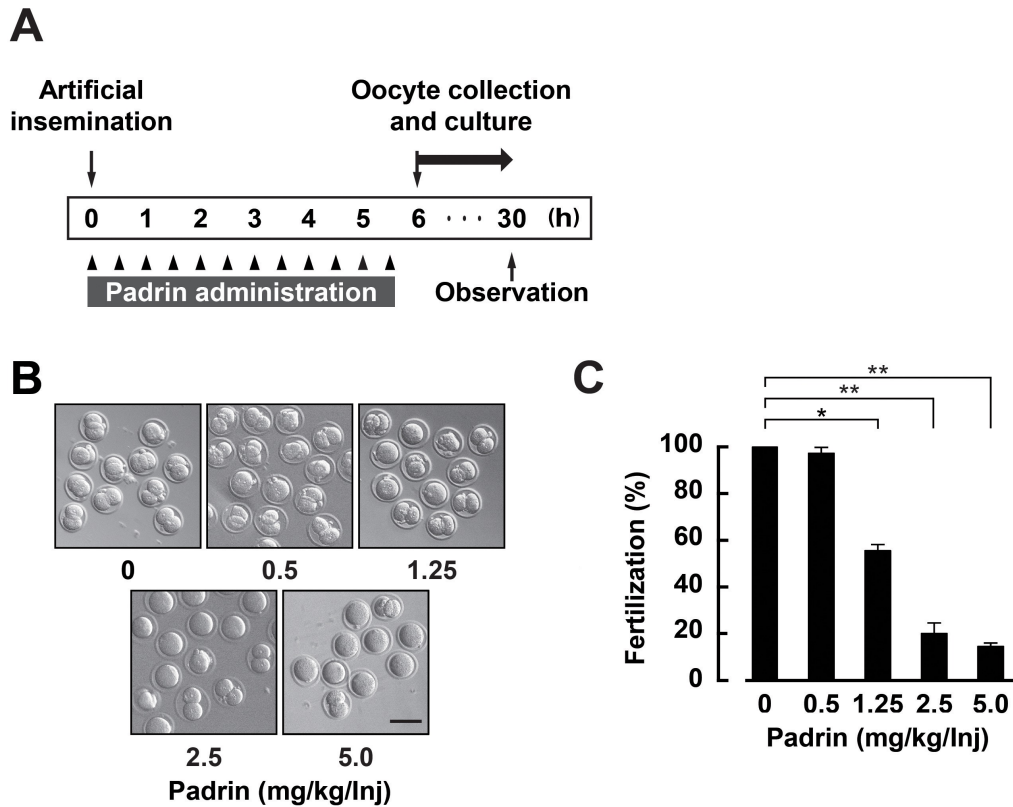 A
Artificial
insemination
Oocyte collection
and culture
0 1 2 3 4 5 6 · · · 30 (h)
Padrin administration
Observation
B
0 0.5 1.25
2.5 5.0
Padrin (mg/kg/Inj)
C
**
**
*
100
80
60
40
20
0
Fertilization (%)
0 0.5 1.25 2.5 5.0
Padrin (mg/kg/Inj)